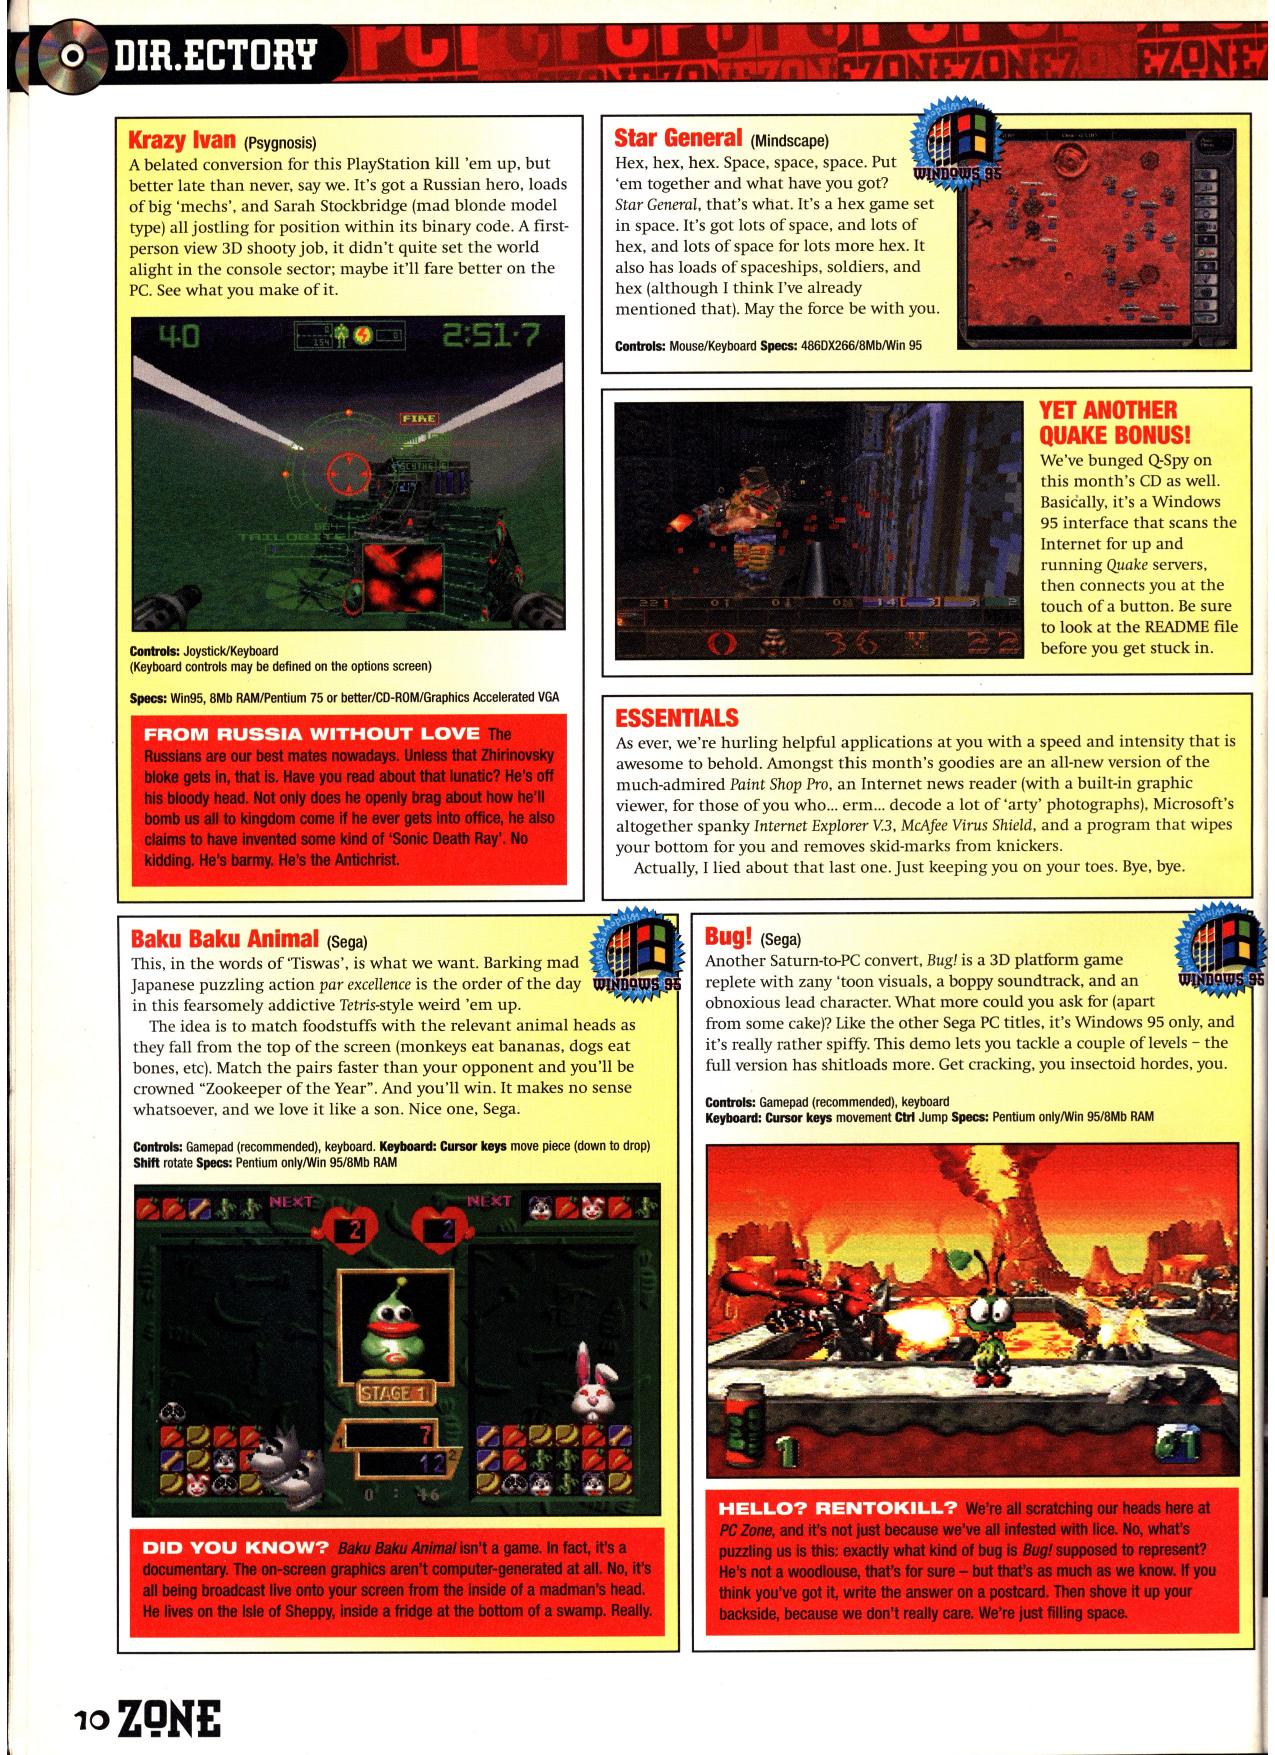 DIR.ECTORY
Krazy Ivan (Psygnosis)
A belated conversion for this PlayStation kill 'em up, but
better late than never, say we. It's got a Russian hero, loads
of big 'mechs', and Sarah Stockbridge (mad blonde model
type) all jostling for position within its binary code. A first-
person view 3D shooty job, it didn't quite set the world
alight in the console sector; maybe it'll fare better on the
PC. See what you make of it.
40
2:51·7
154
FIRE
Controls: Joystick/Keyboard
(Keyboard controls may be defined on the options screen)
Specs: Win95, 8Mb RAM/Pentium 75 or better/CD-ROM/Graphics Accelerated VGA
FROM RUSSIA WITHOUT LOVE The
Russians are our best mates nowadays. Unless that Zhirinovsky
bloke gets in, that is. Have you read about that lunatic? He's off
his bloody head. Not only does he openly brag about how he'll
bomb us all to kingdom come if he ever gets into office, he also
claims to have invented some kind of 'Sonic Death Ray'. No
kidding. He's barmy. He's the Antichrist.
Star General (Mindscape)
Hex, hex, hex. Space, space, space. Put
'em together and what have you got?
Star General, that's what. It's a hex game set
in space. It's got lots of space, and lots of
hex, and lots of space for lots more hex. It
also has loads of spaceships, soldiers, and
hex (although I think I've already
mentioned that). May the force be with you.
Controls: Mouse/Keyboard Specs: 486DX266/8Mb/Win 95
WINDOWS 95
YET ANOTHER
QUAKE BONUS!
We've bunged Q-Spy on
this month's CD as well.
Basically, it's a Windows
95 interface that scans the
Internet for up and
running Quake servers,
then connects you at the
touch of a button. Be sure
to look at the README file
before you get stuck in.
0 36 22
ESSENTIALS
As ever, we're hurling helpful applications at you with a speed and intensity that is
awesome to behold. Amongst this month's goodies are an all-new version of the
much-admired Paint Shop Pro, an Internet news reader (with a built-in graphic
viewer, for those of you who... erm... decode a lot of 'arty' photographs), Microsoft's
altogether spanky Internet Explorer V.3, McAfee Virus Shield, and a program that wipes
your bottom for you and removes skid-marks from knickers.
Actually, I lied about that last one. Just keeping you on your toes. Bye, bye.
Baku Baku Animal (Sega)
This, in the words of 'Tiswas', is what we want. Barking mad
Japanese puzzling action par excellence is the order of the day
in this fearsomely addictive Tetris-style weird 'em up.
The idea is to match foodstuffs with the relevant animal heads as
they fall from the top of the screen (monkeys eat bananas, dogs eat
bones, etc). Match the pairs faster than your opponent and you'll be
crowned "Zookeeper of the Year". And you'll win. It makes no sense
whatsoever, and we love it like a son. Nice one, Sega.
Controls: Gamepad (recommended), keyboard. Keyboard: Cursor keys move piece (down to drop)
Shift rotate Specs: Pentium only/Win 95/8Mb RAM
WINDOWS 95
NEXT
NEXT
2
2
G
STAGE 1
7
12
0 : 46
DID YOU KNOW? Baku Baku Animal isn't a game. In fact, it's a
documentary. The on-screen graphics aren't computer-generated at all. No, it's
all being broadcast live onto your screen from the inside of a madman's head.
He lives on the Isle of Sheppy, inside a fridge at the bottom of a swamp. Really.
Bug! (Sega)
Another Saturn-to-PC convert, Bug! is a 3D platform game
replete with zany 'toon visuals, a boppy soundtrack, and an
obnoxious lead character. What more could you ask for (apart
from some cake)? Like the other Sega PC titles, it's Windows 95 only, and
it's really rather spiffy. This demo lets you tackle a couple of levels – the
full version has shitloads more. Get cracking, you insectoid hordes, you.
Controls: Gamepad (recommended), keyboard
Keyboard: Cursor keys movement Ctrl Jump Specs: Pentium only/Win 95/8Mb RAM
WINDOWS 95
1
HELLO? RENTOKILL? We're all scratching our heads here at
PC Zone, and it's not just because we've all infested with lice. No, what's
puzzling us is this: exactly what kind of bug is Bug! supposed to represent?
He's not a woodlouse, that's for sure – but that's as much as we know. If you
think you've got it, write the answer on a postcard. Then shove it up your
backside, because we don't really care. We're just filling space.
10 ZONE